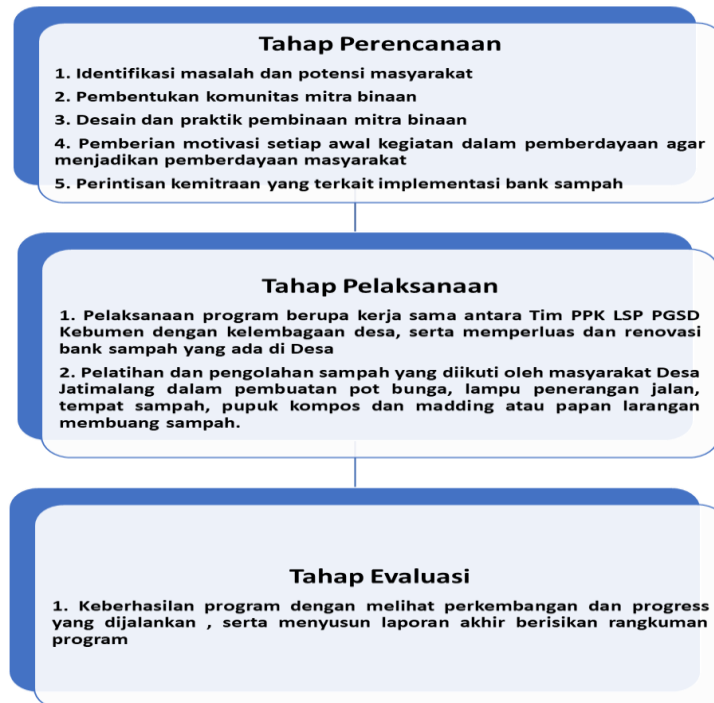 Tahap Perencanaan
1. Identifikasi masalah dan potensi masyarakat
2. Pembentukan komunitas mitra binaan
3. Desain dan praktik pembinaan mitra binaan
4. Pemberian motivasi setiap awal kegiatan dalam pemberdayaan agar
menjadikan pemberdayaan masyarakat
5. Perintisan kemitraan yang terkait implementasi bank sampah
Tahap Pelaksanaan
1. Pelaksanaan program berupa kerja sama antara Tim PPK LSP PGSD
Kebumen dengan kelembagaan desa, serta memperluas dan renovasi
bank sampah yang ada di Desa
2. Pelatihan dan pengolahan sampah yang diikuti oleh masyarakat Desa
Jatimalang dalam pembuatan pot bunga, lampu penerangan jalan,
tempat sampah, pupuk kompos dan madding atau papan larangan
membuang sampah.
Tahap Evaluasi
1. Keberhasilan program dengan melihat perkembangan dan progress
yang dijalankan , serta menyusun laporan akhir berisikan rangkuman
program